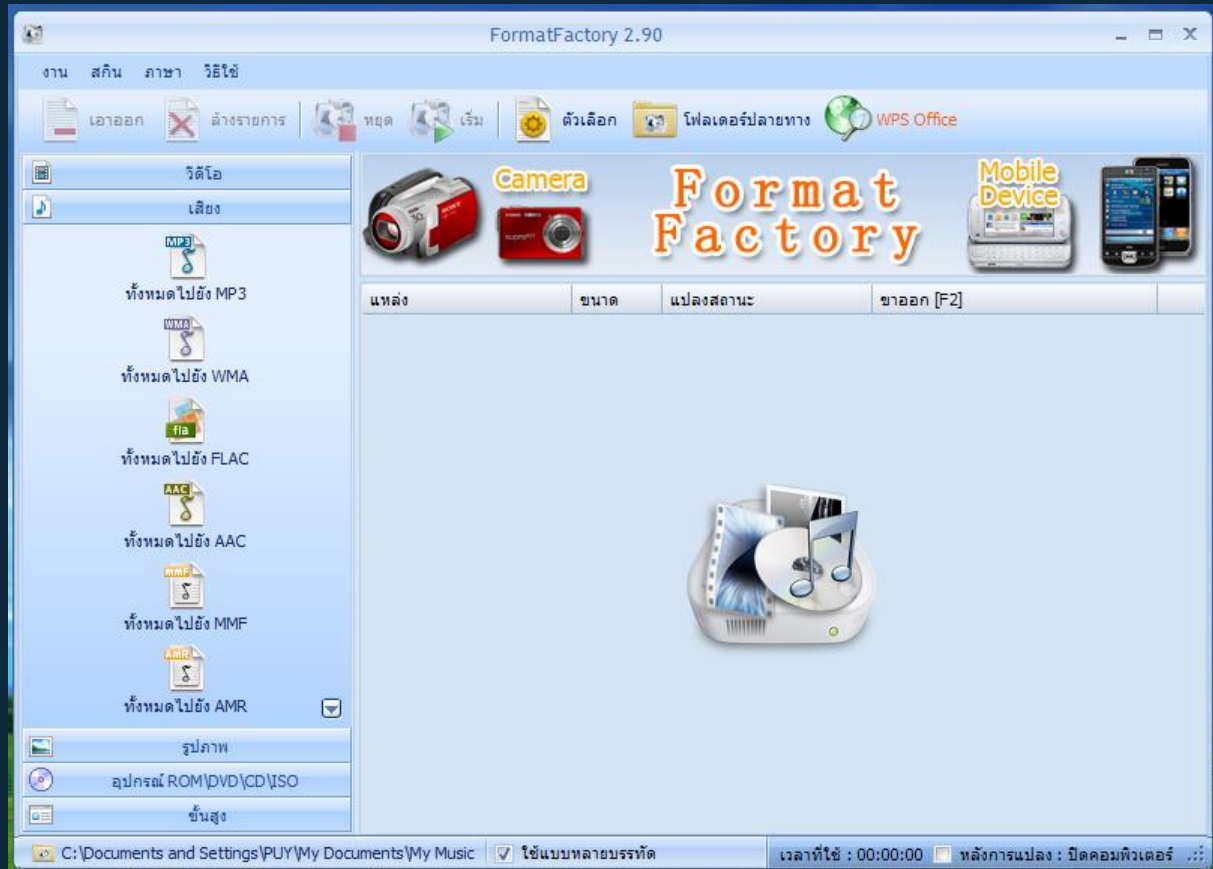 FormatFactory 2.90
งาน สกิน ภาษา วิธีใช้
เอาออก ล้างรายการ หยุด เริ่ม ตัวเลือก โฟลเดอร์ปลายทาง WPS Office
วิดีโอ
เสียง
MP3
ทั้งหมดไปยัง MP3
WMA
ทั้งหมดไปยัง WMA
fla
ทั้งหมดไปยัง FLAC
AAC
ทั้งหมดไปยัง AAC
mmF
ทั้งหมดไปยัง MMF
AMR
ทั้งหมดไปยัง AMR
รูปภาพ
อุปกรณ์ ROM\DVD\CD\ISO
ขั้นสูง
Camera
Format
Factory
Mobile
Device
แหล่ง ขนาด แปลงสถานะ ขาออก [F2]
C:\Documents and Settings\PUY\My Documents\My Music ใช้แบบหลายบรรทัด เวลาที่ใช้ : 00:00:00 หลังการแปลง : ปิดคอมพิวเตอร์